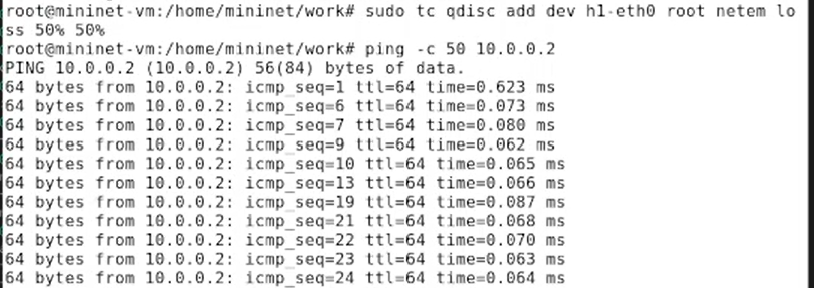 root@mininet-vm:/home/mininet/work# sudo tc qdisc add dev h1-eth0 root netem lo
ss 50% 50%
root@mininet-vm:/home/mininet/work# ping -c 50 10.0.0.2
PING 10.0.0.2 (10.0.0.2) 56(84) bytes of data.
64 bytes from 10.0.0.2: icmp_seq=1 ttl=64 time=0.623 ms
64 bytes from 10.0.0.2: icmp_seq=6 ttl=64 time=0.073 ms
64 bytes from 10.0.0.2: icmp_seq=7 ttl=64 time=0.080 ms
64 bytes from 10.0.0.2: icmp_seq=9 ttl=64 time=0.062 ms
64 bytes from 10.0.0.2: icmp_seq=10 ttl=64 time=0.065 ms
64 bytes from 10.0.0.2: icmp_seq=13 ttl=64 time=0.066 ms
64 bytes from 10.0.0.2: icmp_seq=19 ttl=64 time=0.087 ms
64 bytes from 10.0.0.2: icmp_seq=21 ttl=64 time=0.068 ms
64 bytes from 10.0.0.2: icmp_seq=22 ttl=64 time=0.070 ms
64 bytes from 10.0.0.2: icmp_seq=23 ttl=64 time=0.063 ms
64 bytes from 10.0.0.2: icmp_seq=24 ttl=64 time=0.064 ms